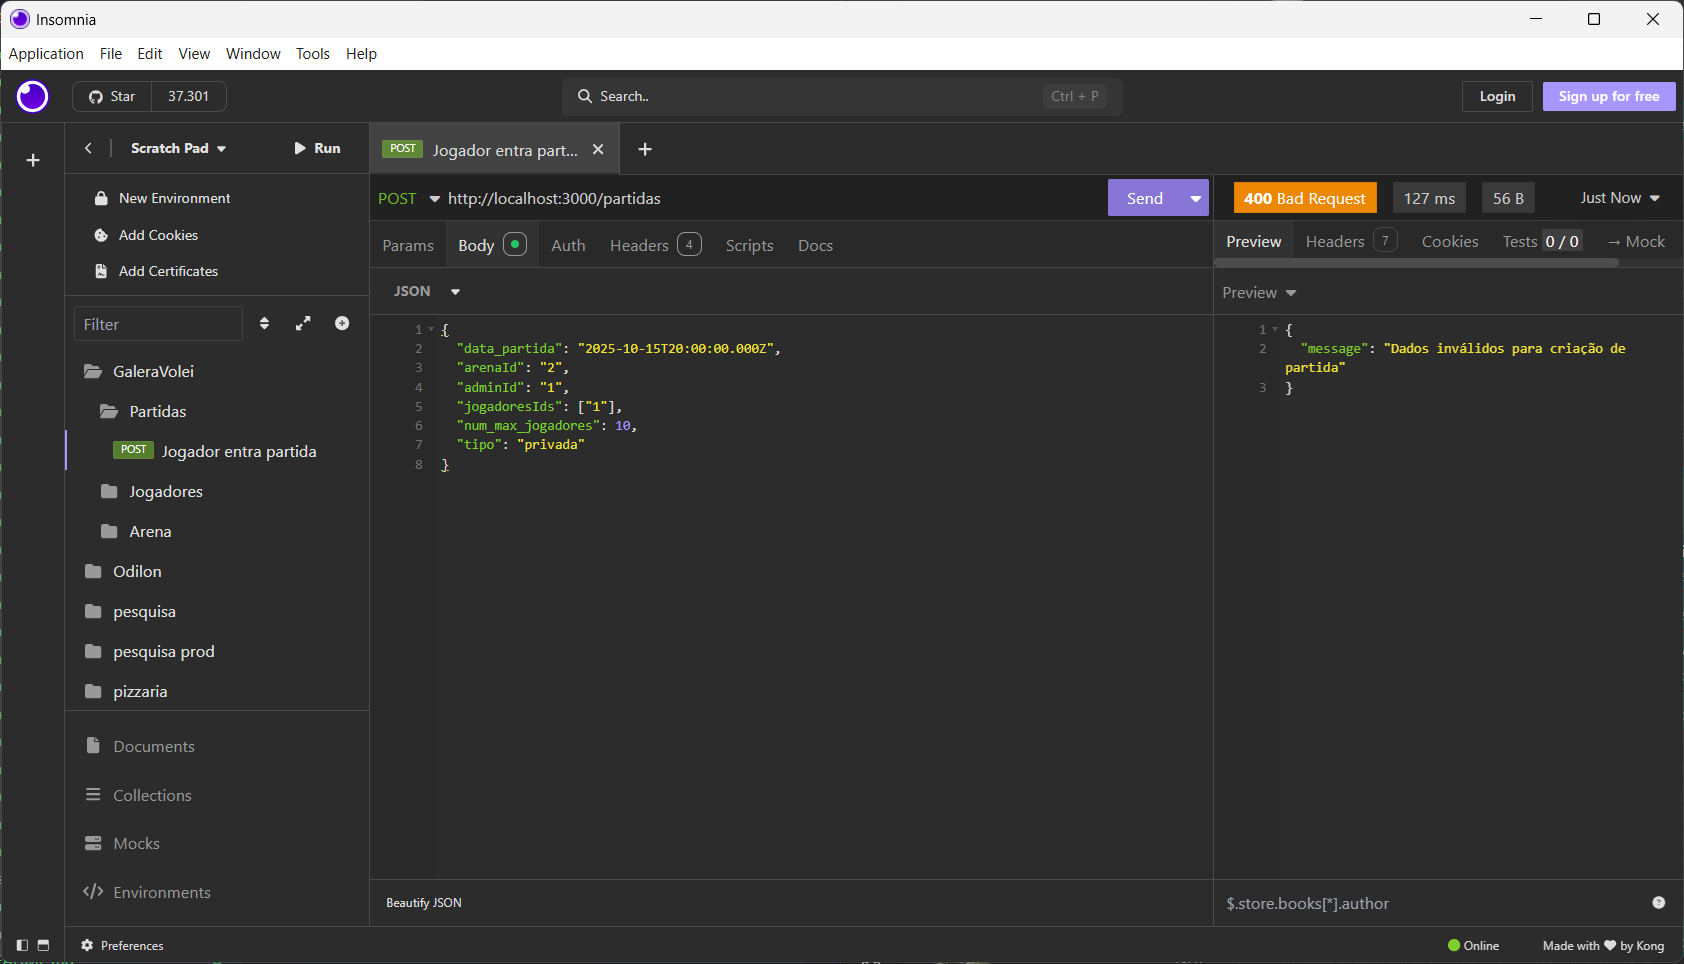 Insomnia
Application File Edit View Window Tools Help
Star 37.301 Search.. Ctrl + P Login Sign up for free
Scratch Pad Run
POST Jogador entra part...
New Environment
Add Cookies
Add Certificates
Filter
GaleraVolei
Partidas
POST Jogador entra partida
Jogadores
Arena
Odilon
pesquisa
pesquisa prod
pizzaria
Documents
Collections
Mocks
Environments
POST http://localhost:3000/partidas Send
Params Body Auth Headers 4 Scripts Docs
JSON
1 {
2 "data_partida": "2025-10-15T20:00:00.000Z",
3 "arenaId": "2",
4 "adminId": "1",
5 "jogadoresIds": ["1"],
6 "num_max_jogadores": 10,
7 "tipo": "privada"
8 }
Beautify JSON
400 Bad Request 127 ms 56 B Just Now
Preview Headers 7 Cookies Tests 0 / 0 → Mock
Preview
1 {
2 "message": "Dados inválidos para criação de
partida"
3 }
$.store.books[*].author
Preferences Online Made with ♥ by Kong